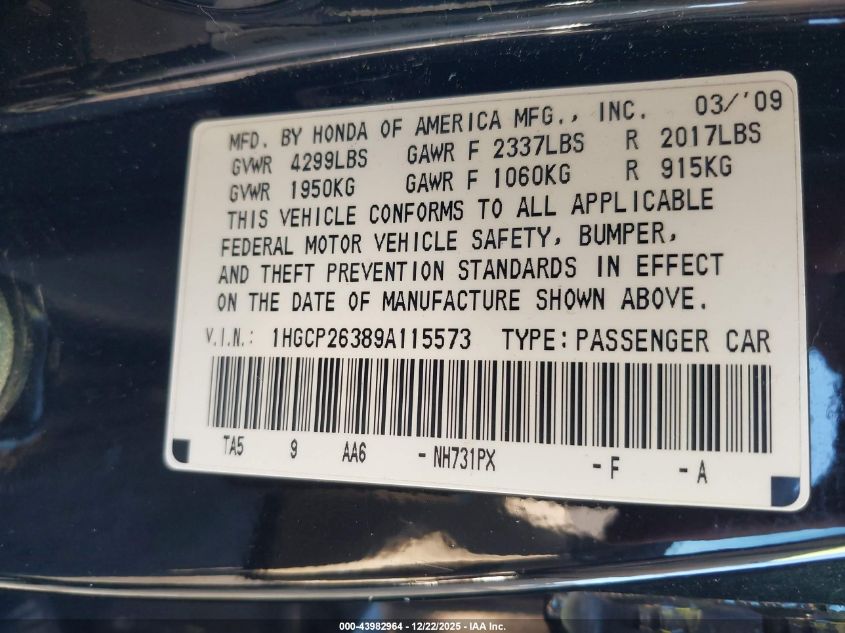 MFD. BY HONDA OF AMERICA MFG., INC. 03/'09
GVWR 4299LBS GAWR F 2337LBS R 2017LBS
GVWR 1950KG GAWR F 1060KG R 915KG
THIS VEHICLE CONFORMS TO ALL APPLICABLE
FEDERAL MOTOR VEHICLE SAFETY, BUMPER,
AND THEFT PREVENTION STANDARDS IN EFFECT
ON THE DATE OF MANUFACTURE SHOWN ABOVE.
V.I.N.: 1HGCP26389A115573 TYPE: PASSENGER CAR
TA5 9 AA6 -NH731PX -F -A
000-43982964 - 12/22/2025 - IAA Inc.